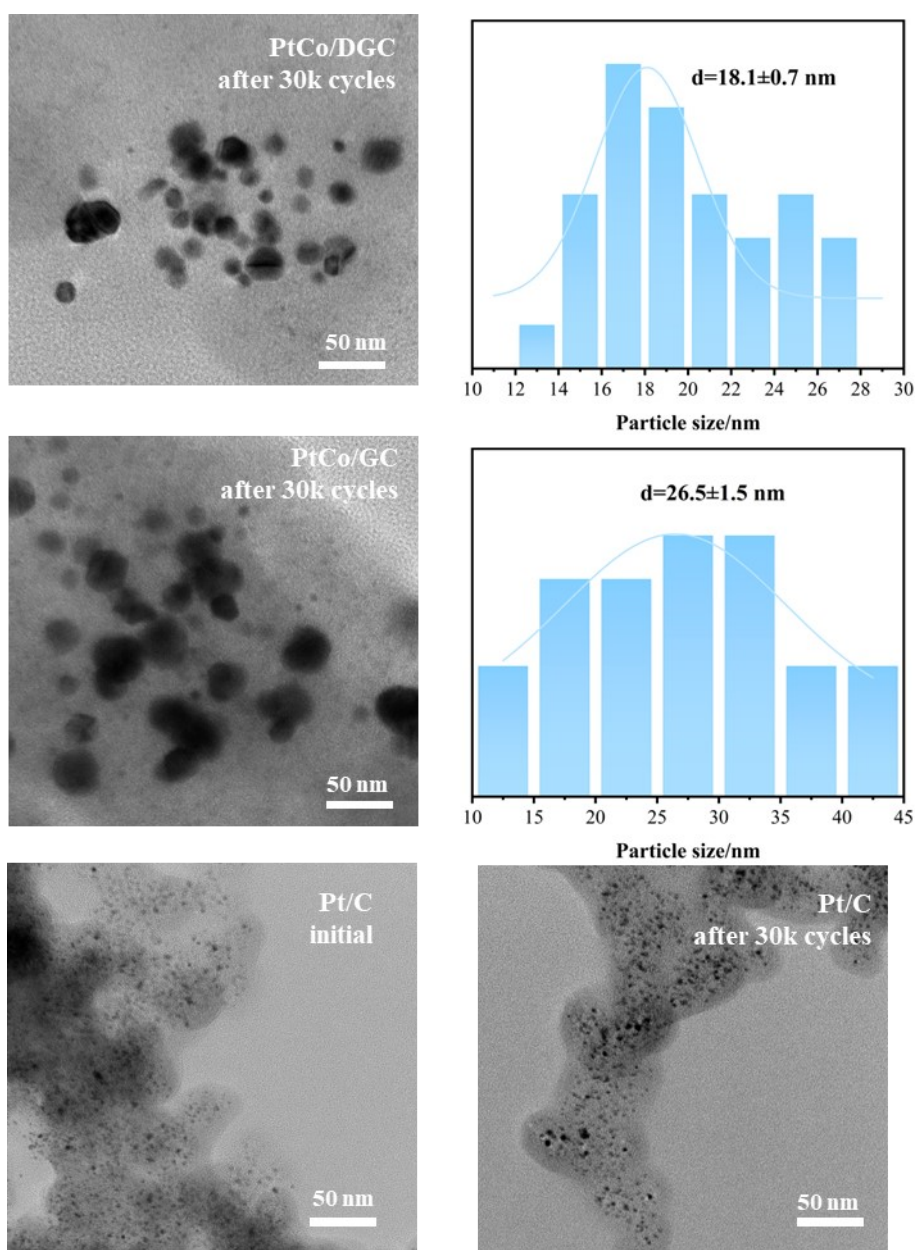 PtCo/DGC
after 30k cycles
50 nm
d=18.1±0.7 nm
10 12 14 16 18 20 22 24 26 28 30
Particle size/nm
PtCo/GC
after 30k cycles
50 nm
d=26.5±1.5 nm
10 15 20 25 30 35 40 45
Particle size/nm
Pt/C
initial
50 nm
Pt/C
after 30k cycles
50 nm